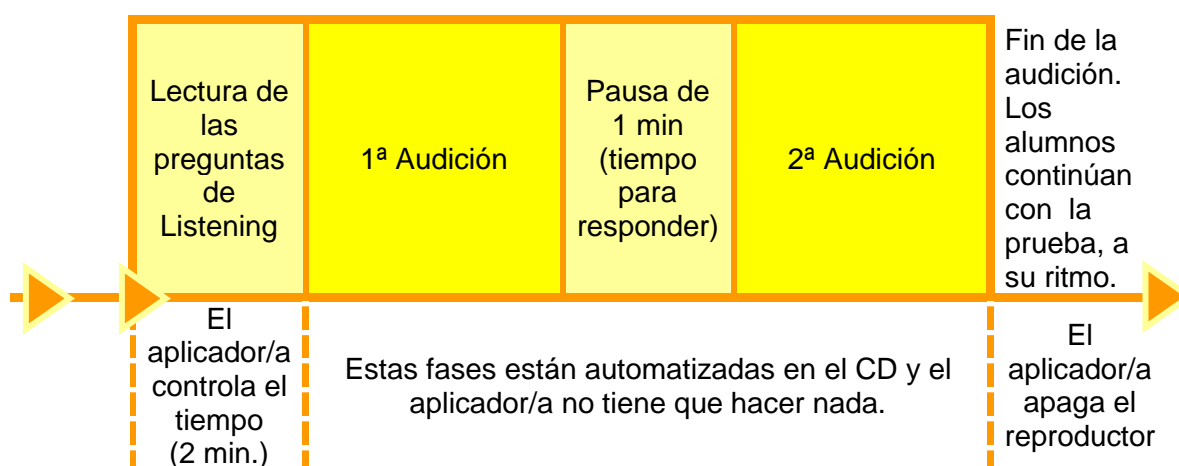 Lectura de
las
preguntas
de
Listening
1ª Audición
Pausa de
1 min
(tiempo
para
responder)
2ª Audición
Fin de la
audición.
Los
alumnos
continúan
con la
prueba, a
su ritmo.
El
aplicador/a
controla el
tiempo
(2 min.)
Estas fases están automatizadas en el CD y el
aplicador/a no tiene que hacer nada.
El
aplicador/a
apaga el
reproductor